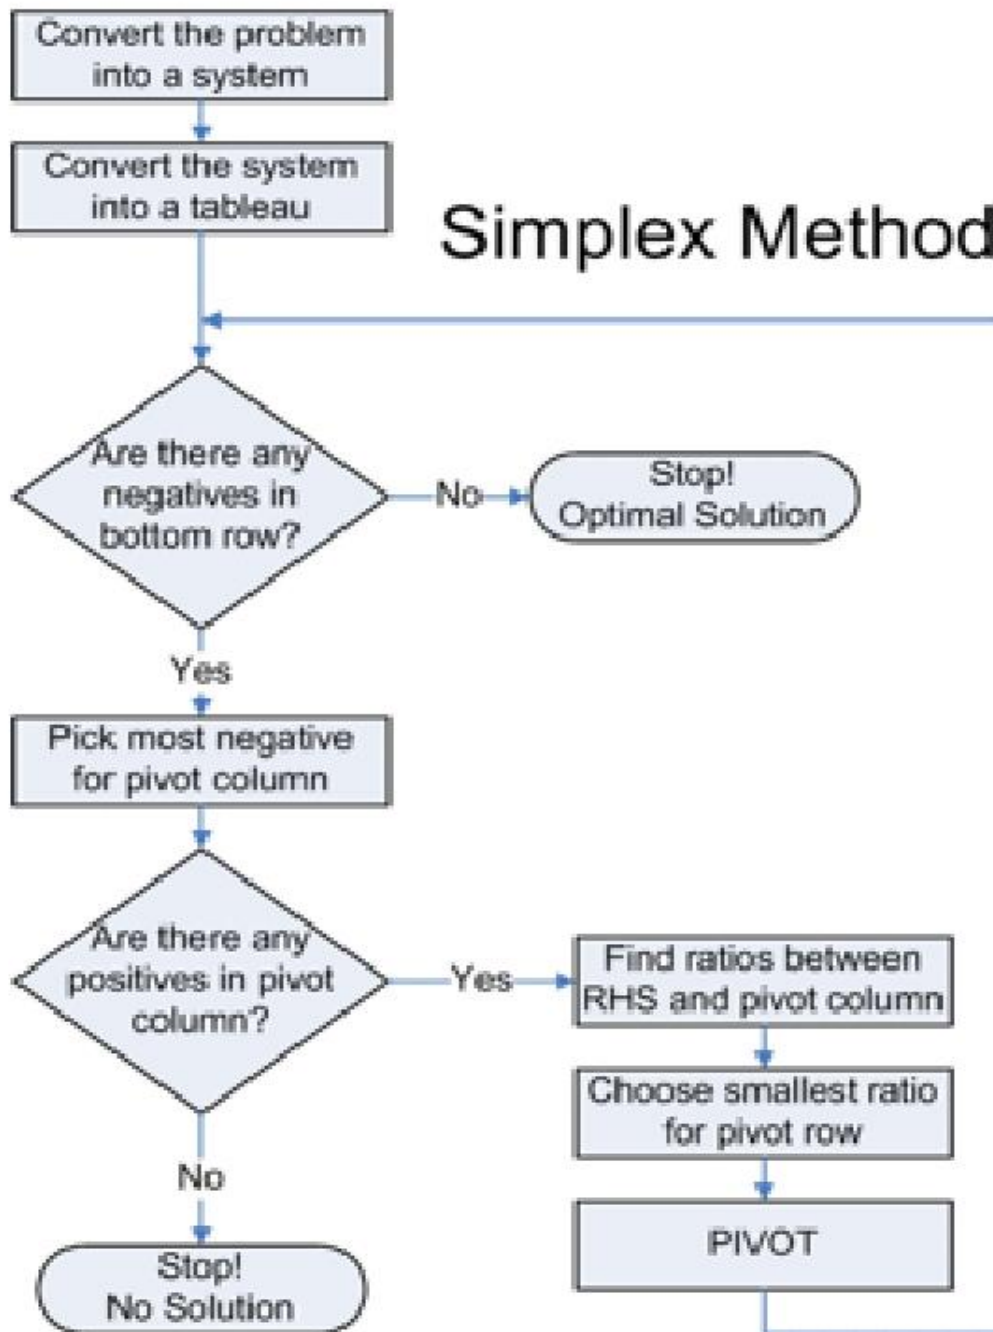 Convert the problem
into a system
Convert the system
into a tableau
Simplex Method
Are there any
negatives in
bottom row?
No
Stop!
Optimal Solution
Yes
Pick most negative
for pivot column
Are there any
positives in pivot
column?
Yes
Find ratios between
RHS and pivot column
Choose smallest ratio
for pivot row
PIVOT
No
Stop!
No Solution